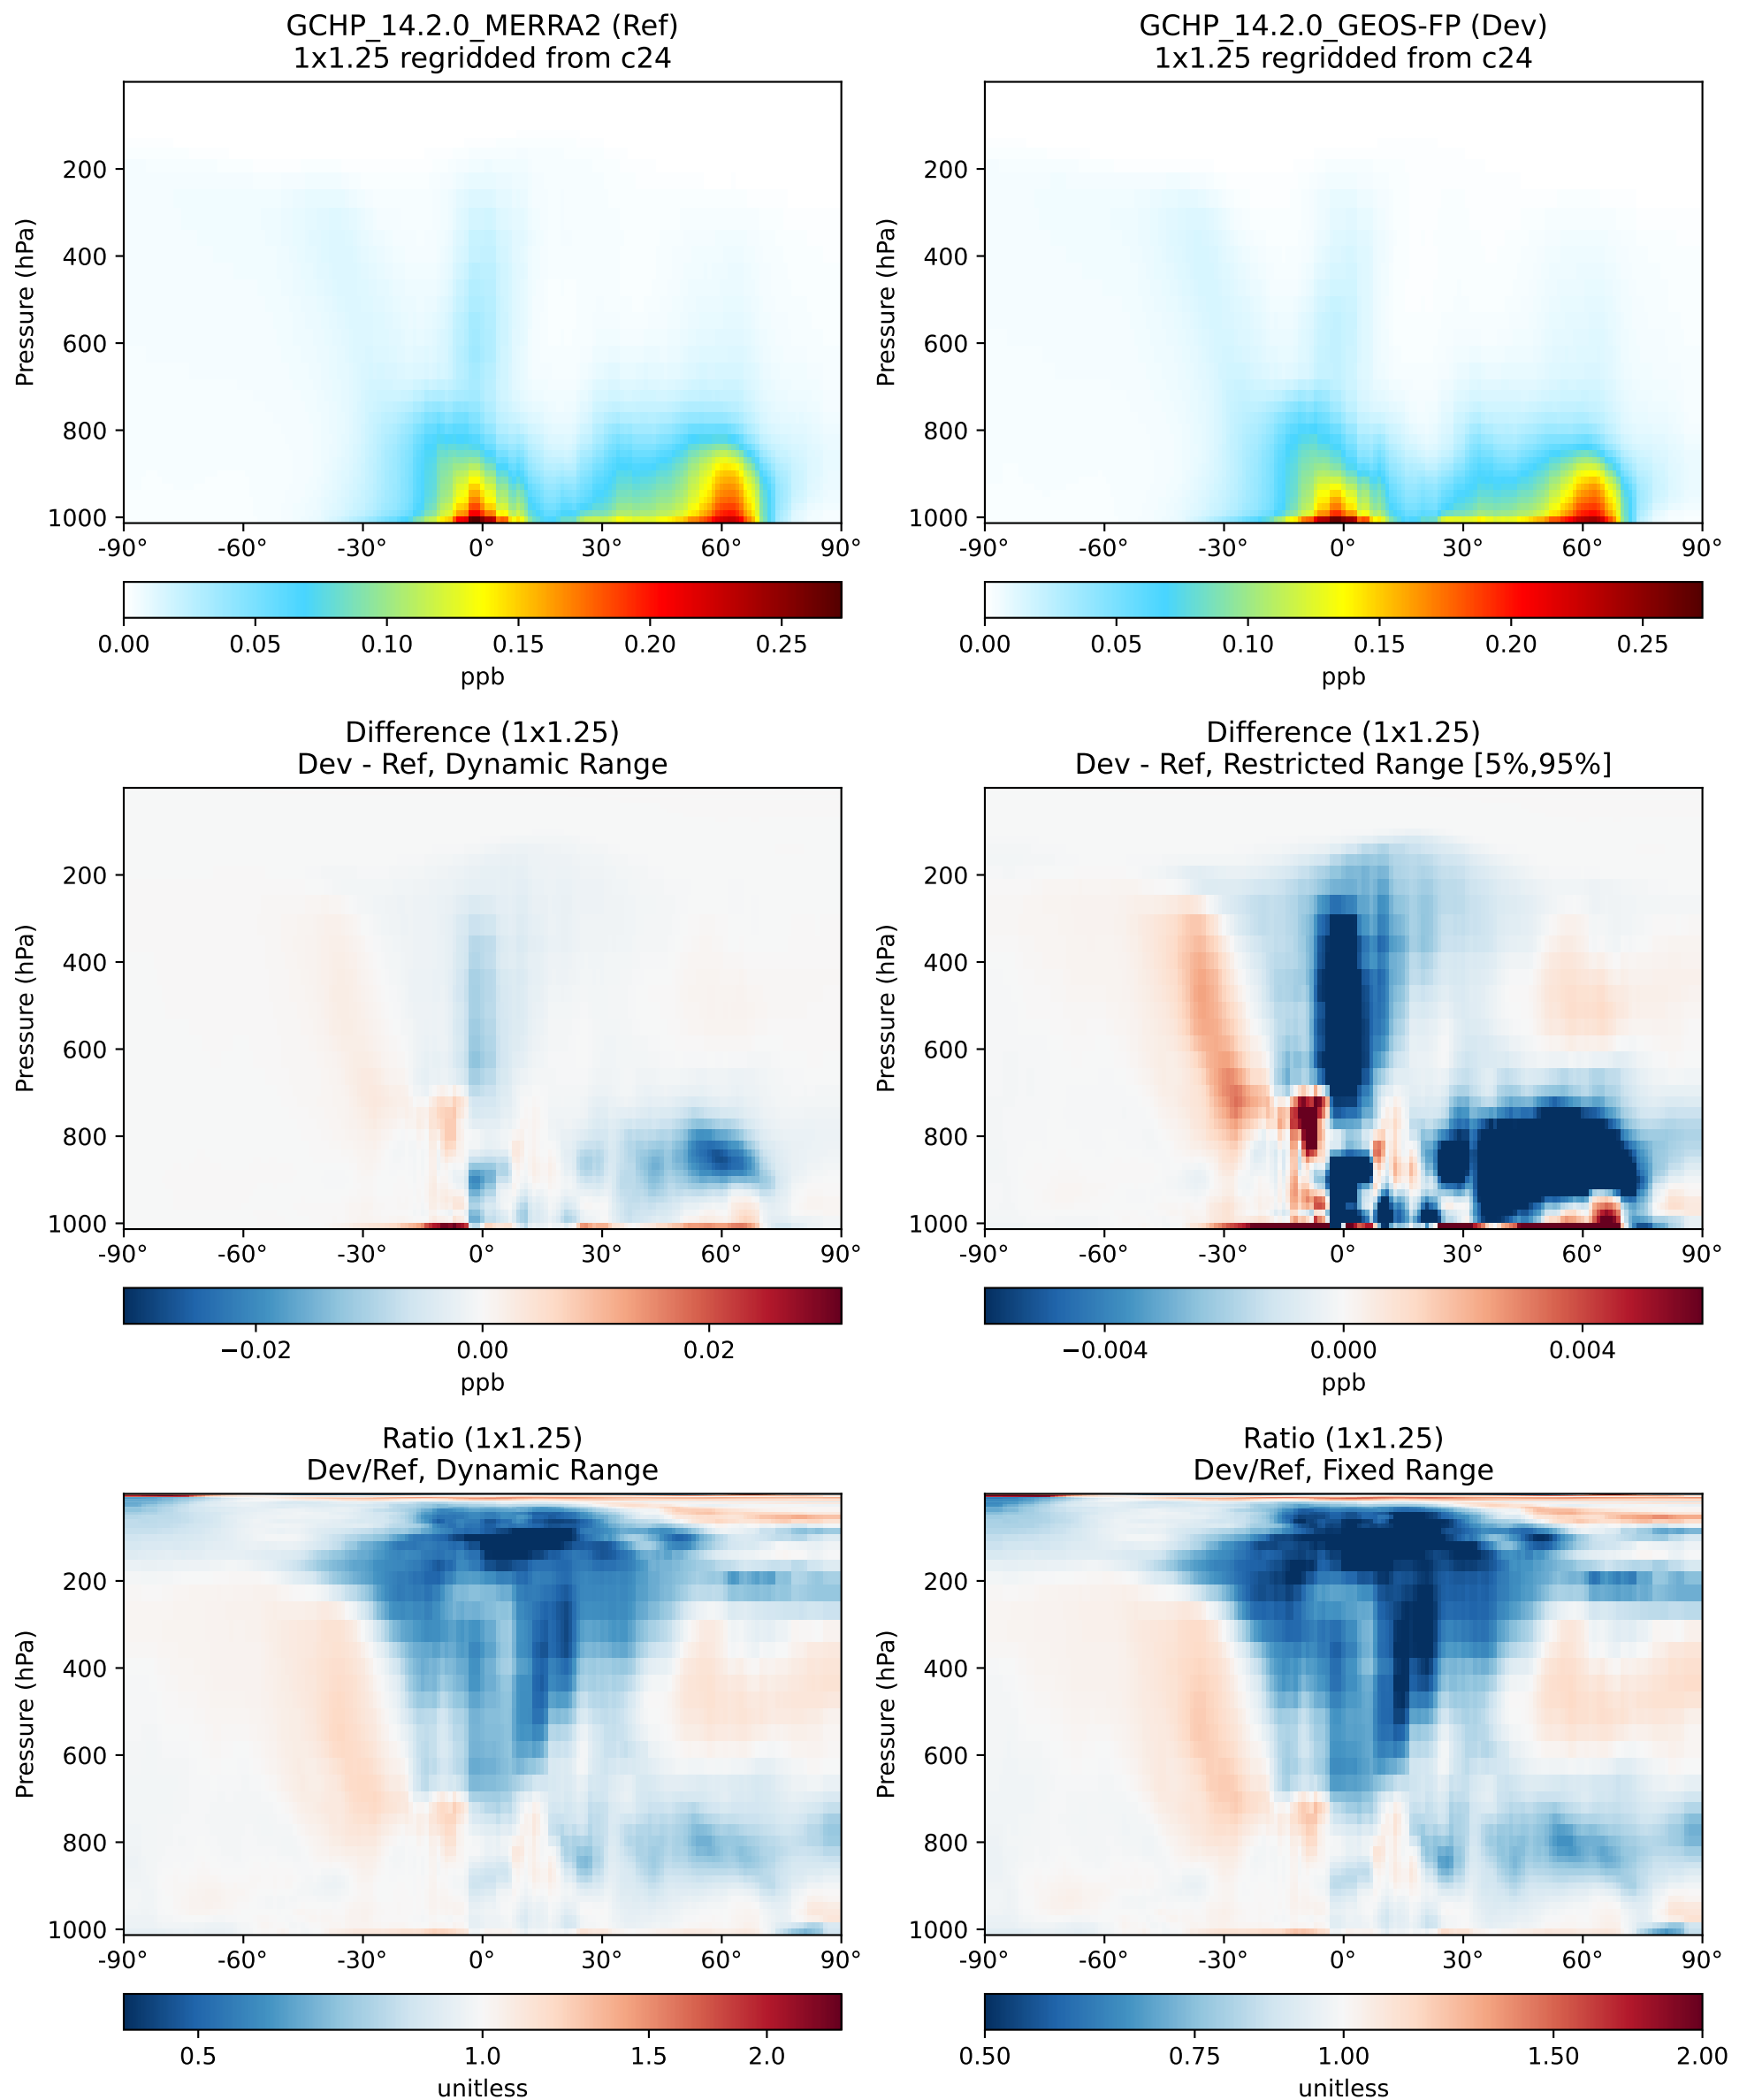 GCHP_14.2.0_MERRA2 (Ref)
1x1.25 regridded from c24
Pressure (hPa)
200
400
600
800
1000
-90° -60° -30° 0° 30° 60° 90°
0.00 0.05 0.10 0.15 0.20 0.25
ppb
GCHP_14.2.0_GEOS-FP (Dev)
1x1.25 regridded from c24
Pressure (hPa)
200
400
600
800
1000
-90° -60° -30° 0° 30° 60° 90°
0.00 0.05 0.10 0.15 0.20 0.25
ppb
Difference (1x1.25)
Dev - Ref, Dynamic Range
Pressure (hPa)
200
400
600
800
1000
-90° -60° -30° 0° 30° 60° 90°
−0.02 0.00 0.02
ppb
Difference (1x1.25)
Dev - Ref, Restricted Range [5%,95%]
Pressure (hPa)
200
400
600
800
1000
-90° -60° -30° 0° 30° 60° 90°
−0.004 0.000 0.004
ppb
Ratio (1x1.25)
Dev/Ref, Dynamic Range
Pressure (hPa)
200
400
600
800
1000
-90° -60° -30° 0° 30° 60° 90°
0.5 1.0 1.5 2.0
unitless
Ratio (1x1.25)
Dev/Ref, Fixed Range
Pressure (hPa)
200
400
600
800
1000
-90° -60° -30° 0° 30° 60° 90°
0.50 0.75 1.00 1.50 2.00
unitless